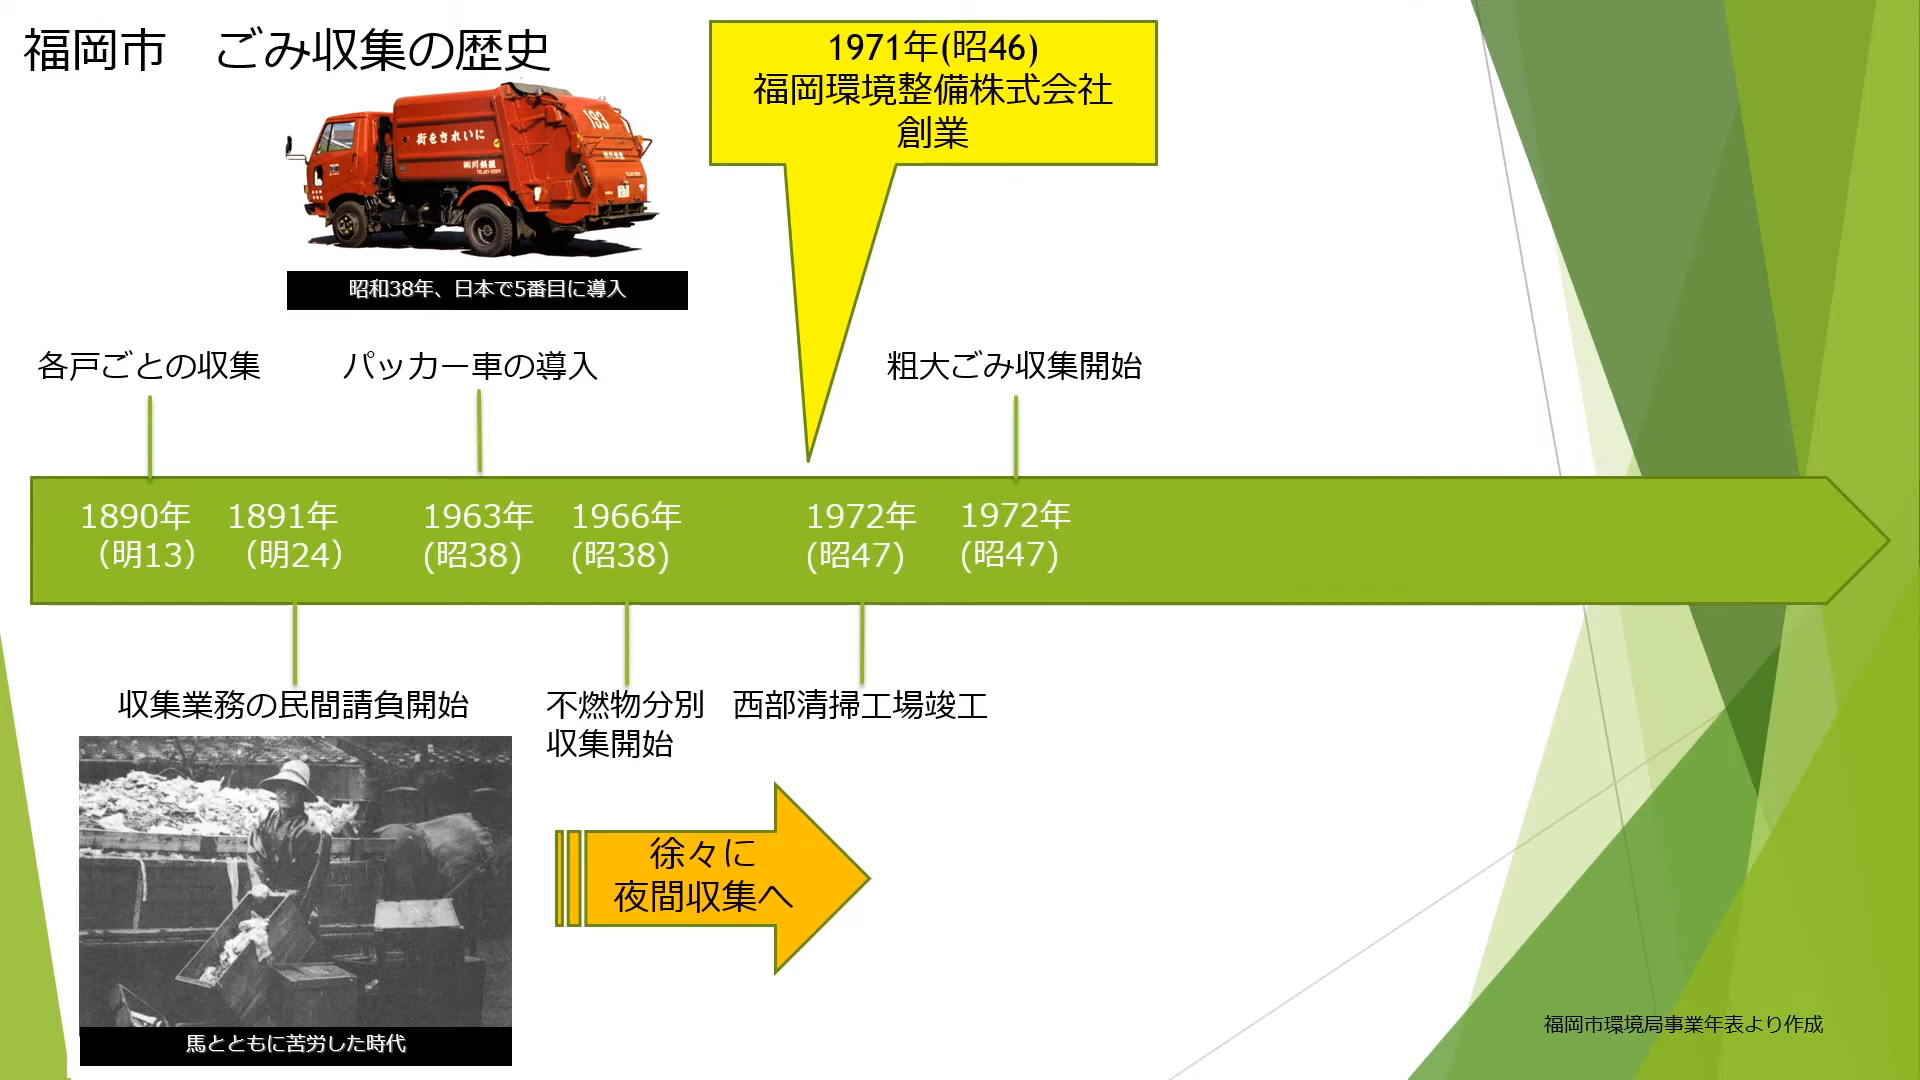 福岡市　ごみ収集の歴史
1971年(昭46)
福岡環境整備株式会社
創業
193
街をきれいに
昭和38年、日本で5番目に導入
各戸ごとの収集
パッカー車の導入
粗大ごみ収集開始
1890年
（明13）
1891年
（明24）
1963年
(昭38)
1966年
(昭38)
1972年
(昭47)
1972年
(昭47)
収集業務の民間請負開始
不燃物分別
収集開始
西部清掃工場竣工
徐々に
夜間収集へ
馬とともに苦労した時代
福岡市環境局事業年表より作成